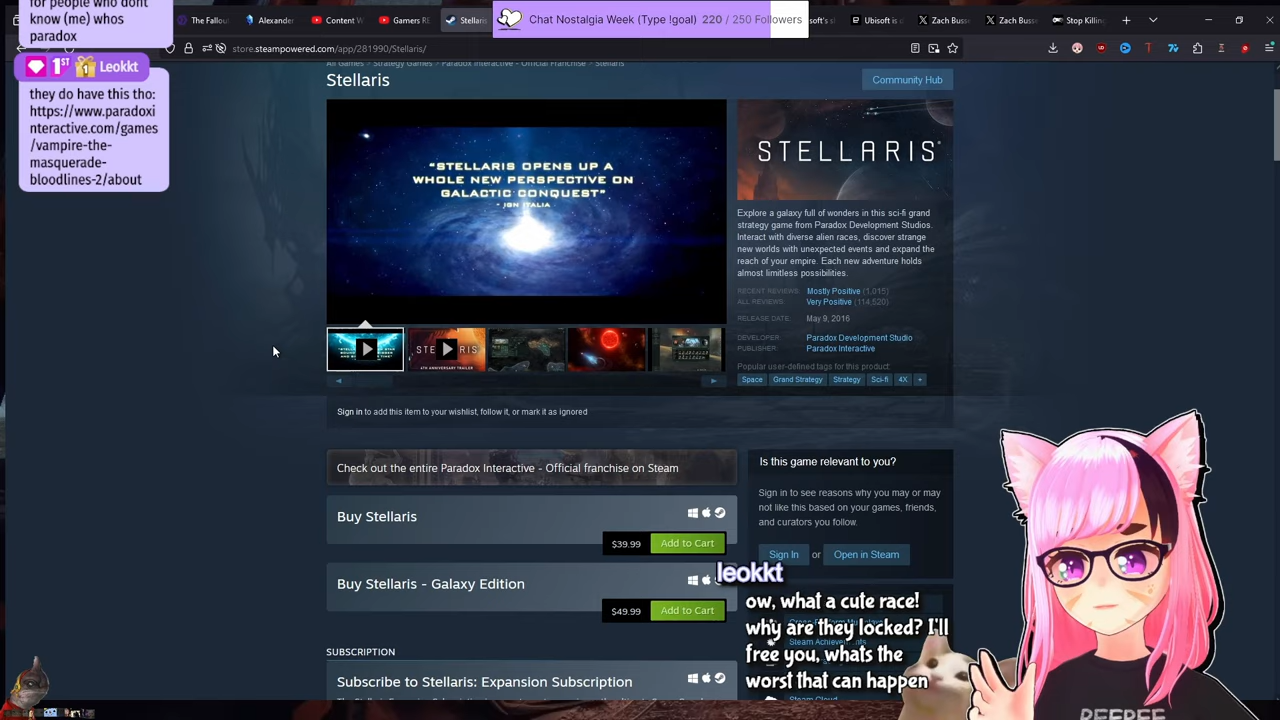 for people who dont
know (me) whos
paradox
1ST
1
Leokkt
they do have this tho:
https://www.paradoxi
nteractive.com/games
/vampire-the-
masquerade-
bloodlines-2/about
The Fallou
Alexander
Content W
Gamers RE
Stellaris
Chat Nostalgia Week (Type !goal) 220 / 250 Followers
Ubisoft is d
Zach Busse
Zach Busse
Stop Killing
store.steampowered.com/app/281990/Stellaris/
All Games > Strategy Games > Paradox Interactive - Official Franchise > Stellaris
Stellaris
Community Hub
"STELLARIS OPENS UP A
WHOLE NEW PERSPECTIVE ON
GALACTIC CONQUEST"
- IGN ITALIA
STELLARIS
Explore a galaxy full of wonders in this sci-fi grand
strategy game from Paradox Development Studios.
Interact with diverse alien races, discover strange
new worlds with unexpected events and expand the
reach of your empire. Each new adventure holds
almost limitless possibilities.
RECENT REVIEWS: Mostly Positive (1,015)
ALL REVIEWS: Very Positive (114,520)
RELEASE DATE: May 9, 2016
DEVELOPER: Paradox Development Studio
PUBLISHER: Paradox Interactive
Popular user-defined tags for this product:
Space Grand Strategy Strategy Sci-fi 4X +
Sign in to add this item to your wishlist, follow it, or mark it as ignored
Check out the entire Paradox Interactive - Official franchise on Steam
Is this game relevant to you?
Sign in to see reasons why you may or may
not like this based on your games, friends,
and curators you follow.
Sign In or Open in Steam
Buy Stellaris
$39.99 Add to Cart
Buy Stellaris - Galaxy Edition
$49.99 Add to Cart
SUBSCRIPTION
Subscribe to Stellaris: Expansion Subscription
leokkt
ow, what a cute race!
why are they locked? I'll
free you, whats the
worst that can happen
Steam Cloud